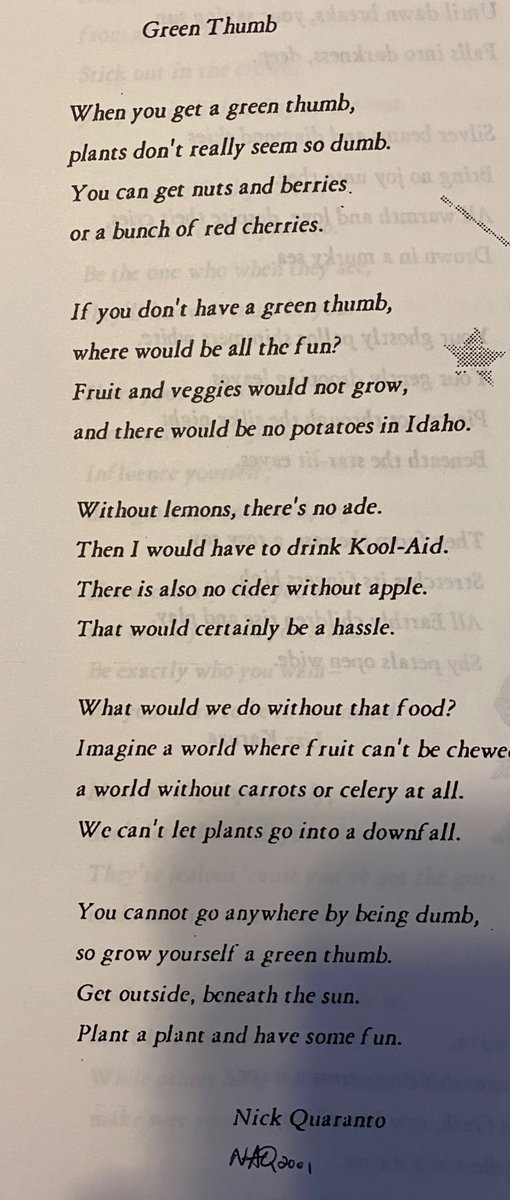 Green Thumb
When you get a green thumb,
plants don't really seem so dumb.
You can get nuts and berries
or a bunch of red cherries.
If you don't have a green thumb,
where would be all the fun?
Fruit and veggies would not grow,
and there would be no potatoes in Idaho.
Without lemons, there's no ade.
Then I would have to drink Kool-Aid.
There is also no cider without apple.
That would certainly be a hassle.
What would we do without that food?
Imagine a world where fruit can't be chewe
a world without carrots or celery at all.
We can't let plants go into a downfall.
You cannot go anywhere by being dumb,
so grow yourself a green thumb.
Get outside, beneath the sun.
Plant a plant and have some fun.
Nick Quaranto
NAQ 2001